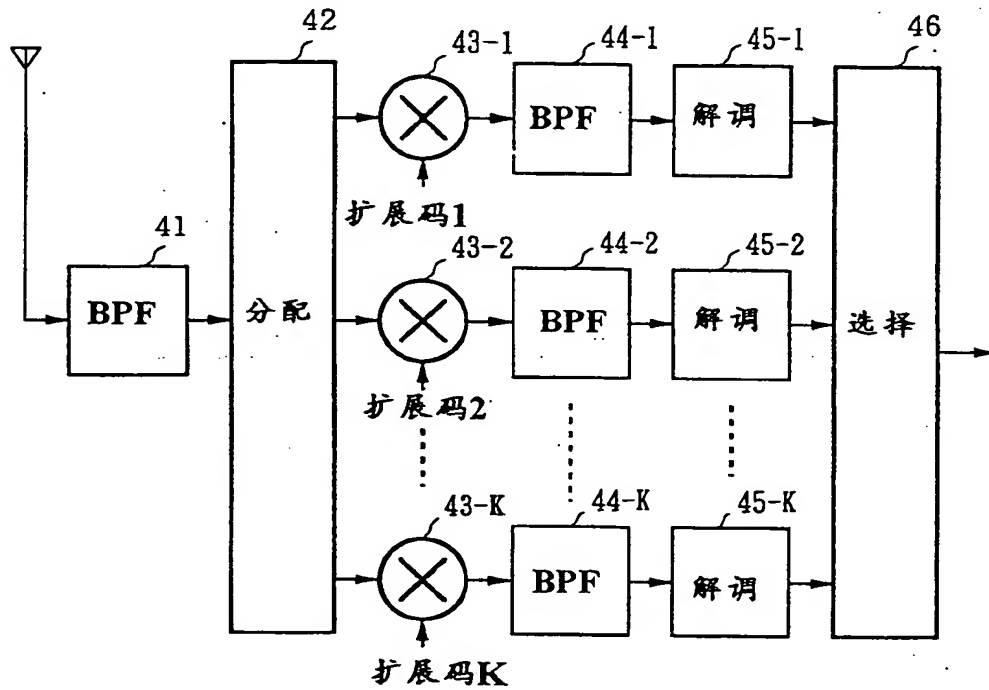 42
43-1
44-1
45-1
46
BPF
解调
扩展码1
41
43-2
44-2
45-2
BPF
分配
BPF
解调
选择
扩展码2
43-K
44-K
45-K
BPF
解调
扩展码K